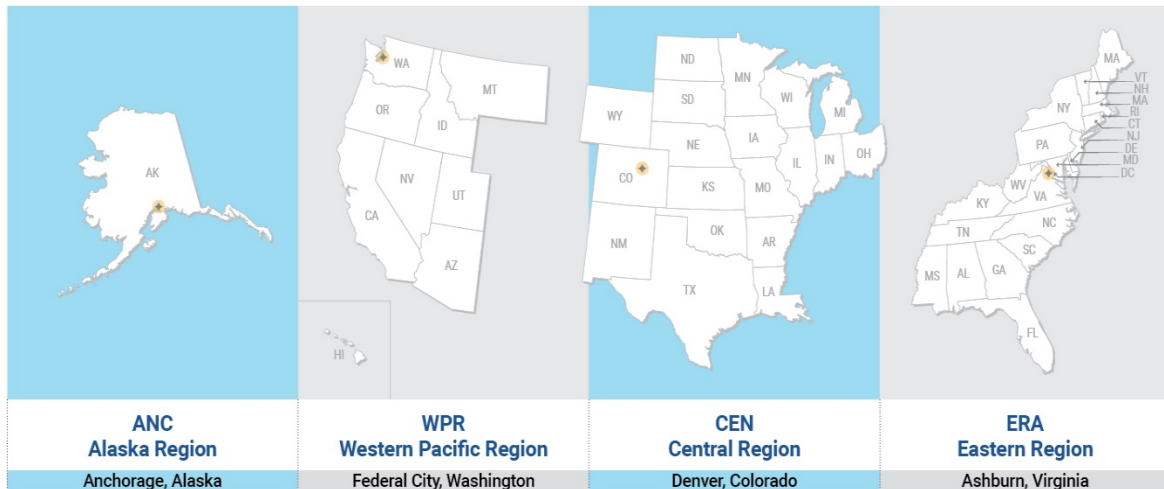 AK
WA
MT
OR
ID
NV
UT
CA
AZ
HI
ND
MN
SD
WI
MI
WY
NE
IA
IL
IN
OH
CO
KS
MO
NM
OK
AR
TX
LA
MA
VT
NH
MA
RI
CT
NJ
DE
MD
DC
NY
PA
WV
VA
KY
NC
TN
SC
MS
AL
GA
FL
ANC
Alaska Region
Anchorage, Alaska
WPR
Western Pacific Region
Federal City, Washington
CEN
Central Region
Denver, Colorado
ERA
Eastern Region
Ashburn, Virginia